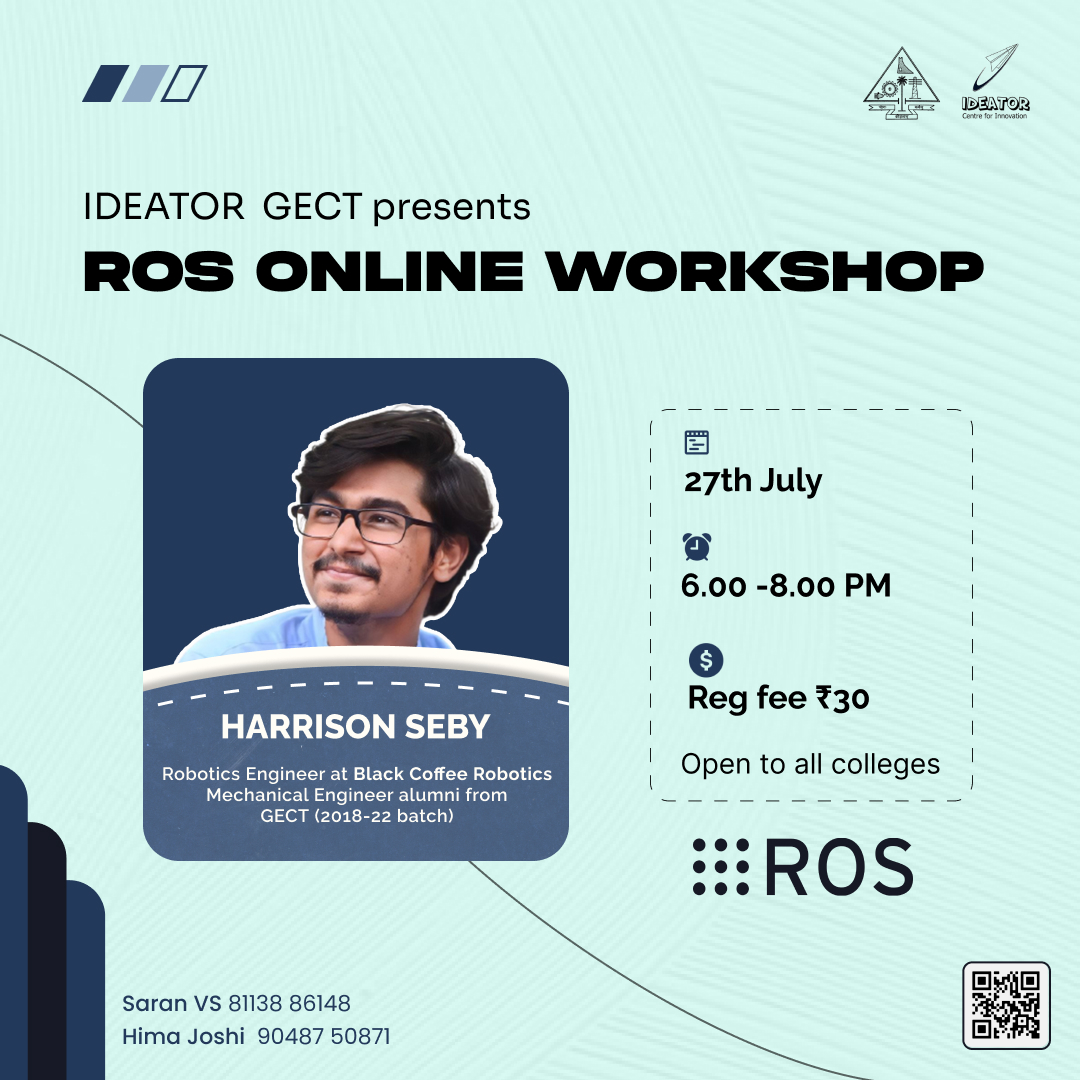 IDEATOR
Centre for Innovation
IDEATOR GECT presents
ROS ONLINE WORKSHOP
27th July
6.00 -8.00 PM
Reg fee ₹30
Open to all colleges
HARRISON SEBY
Robotics Engineer at Black Coffee Robotics
Mechanical Engineer alumni from
GECT (2018-22 batch)
ROS
Saran VS 81138 86148
Hima Joshi 90487 50871